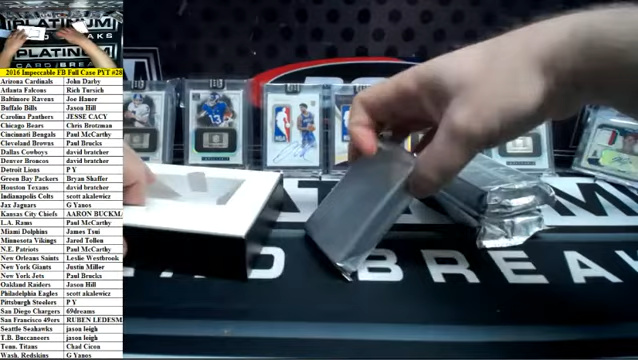 PLATINUM
CARD BREAKS
PLATINUM
2016 Impeccable FB Full Case PYT #28
Arizona Cardinals John Darby
Atlanta Falcons Rich Tursich
Baltimore Ravens Joe Hauer
Buffalo Bills Jason Hill
Carolina Panthers JESSE CACY
Chicago Bears Chris Brotzman
Cincinnati Bengals Paul McCarthy
Cleveland Browns Paul Brucks
Dallas Cowboys david bratcher
Denver Broncos david bratcher
Detroit Lions P Y
Green Bay Packers Bryan Shaffer
Houston Texans david bratcher
Indianapolis Colts scott akalewicz
Jax Jaguars G Yanos
Kansas City Chiefs AARON BUCKMA
L.A. Rams Paul McCarthy
Miami Dolphins James Tsui
Minnesota Vikings Jarod Tollen
N.E. Patriots Paul McCarthy
New Orleans Saints Leslie Westbrook
New York Giants Justin Miller
New York Jets Paul Brucks
Oakland Raiders Jason Hill
Philadelphia Eagles scott akalewicz
Pittsburgh Steelers P Y
San Diego Chargers 69dreams
San Francisco 49ers RUBEN LEDESM
Seattle Seahawks jason leigh
T.B. Buccaneers jason leigh
Tenn. Titans Chad Cicon
Wash. Redskins G Yanos
13
D BREA